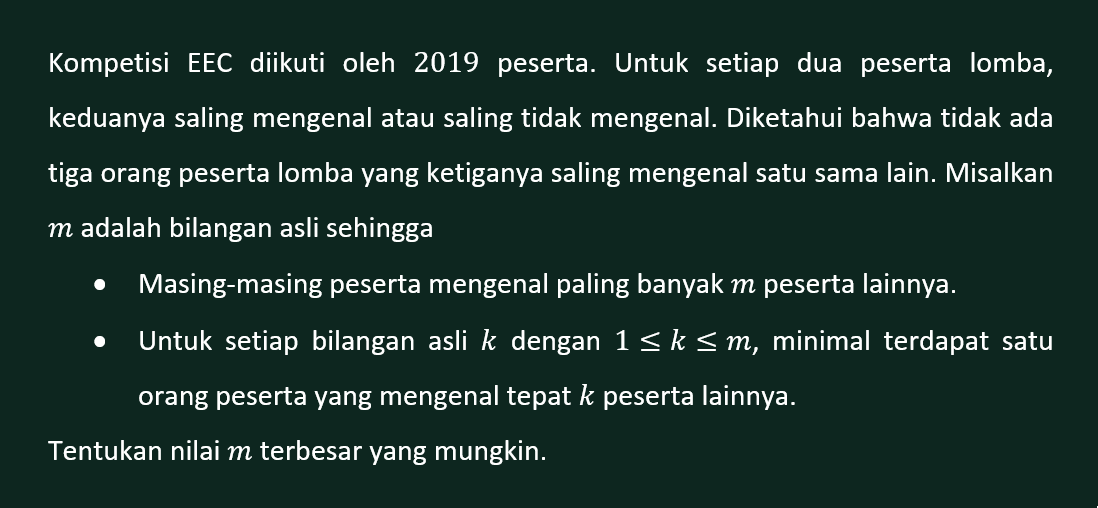 Kompetisi EEC diikuti oleh 2019 peserta. Untuk setiap dua peserta lomba,
keduanya saling mengenal atau saling tidak mengenal. Diketahui bahwa tidak ada
tiga orang peserta lomba yang ketiganya saling mengenal satu sama lain. Misalkan
m adalah bilangan asli sehingga
• Masing-masing peserta mengenal paling banyak m peserta lainnya.
• Untuk setiap bilangan asli k dengan 1 ≤ k ≤ m, minimal terdapat satu
orang peserta yang mengenal tepat k peserta lainnya.
Tentukan nilai m terbesar yang mungkin.